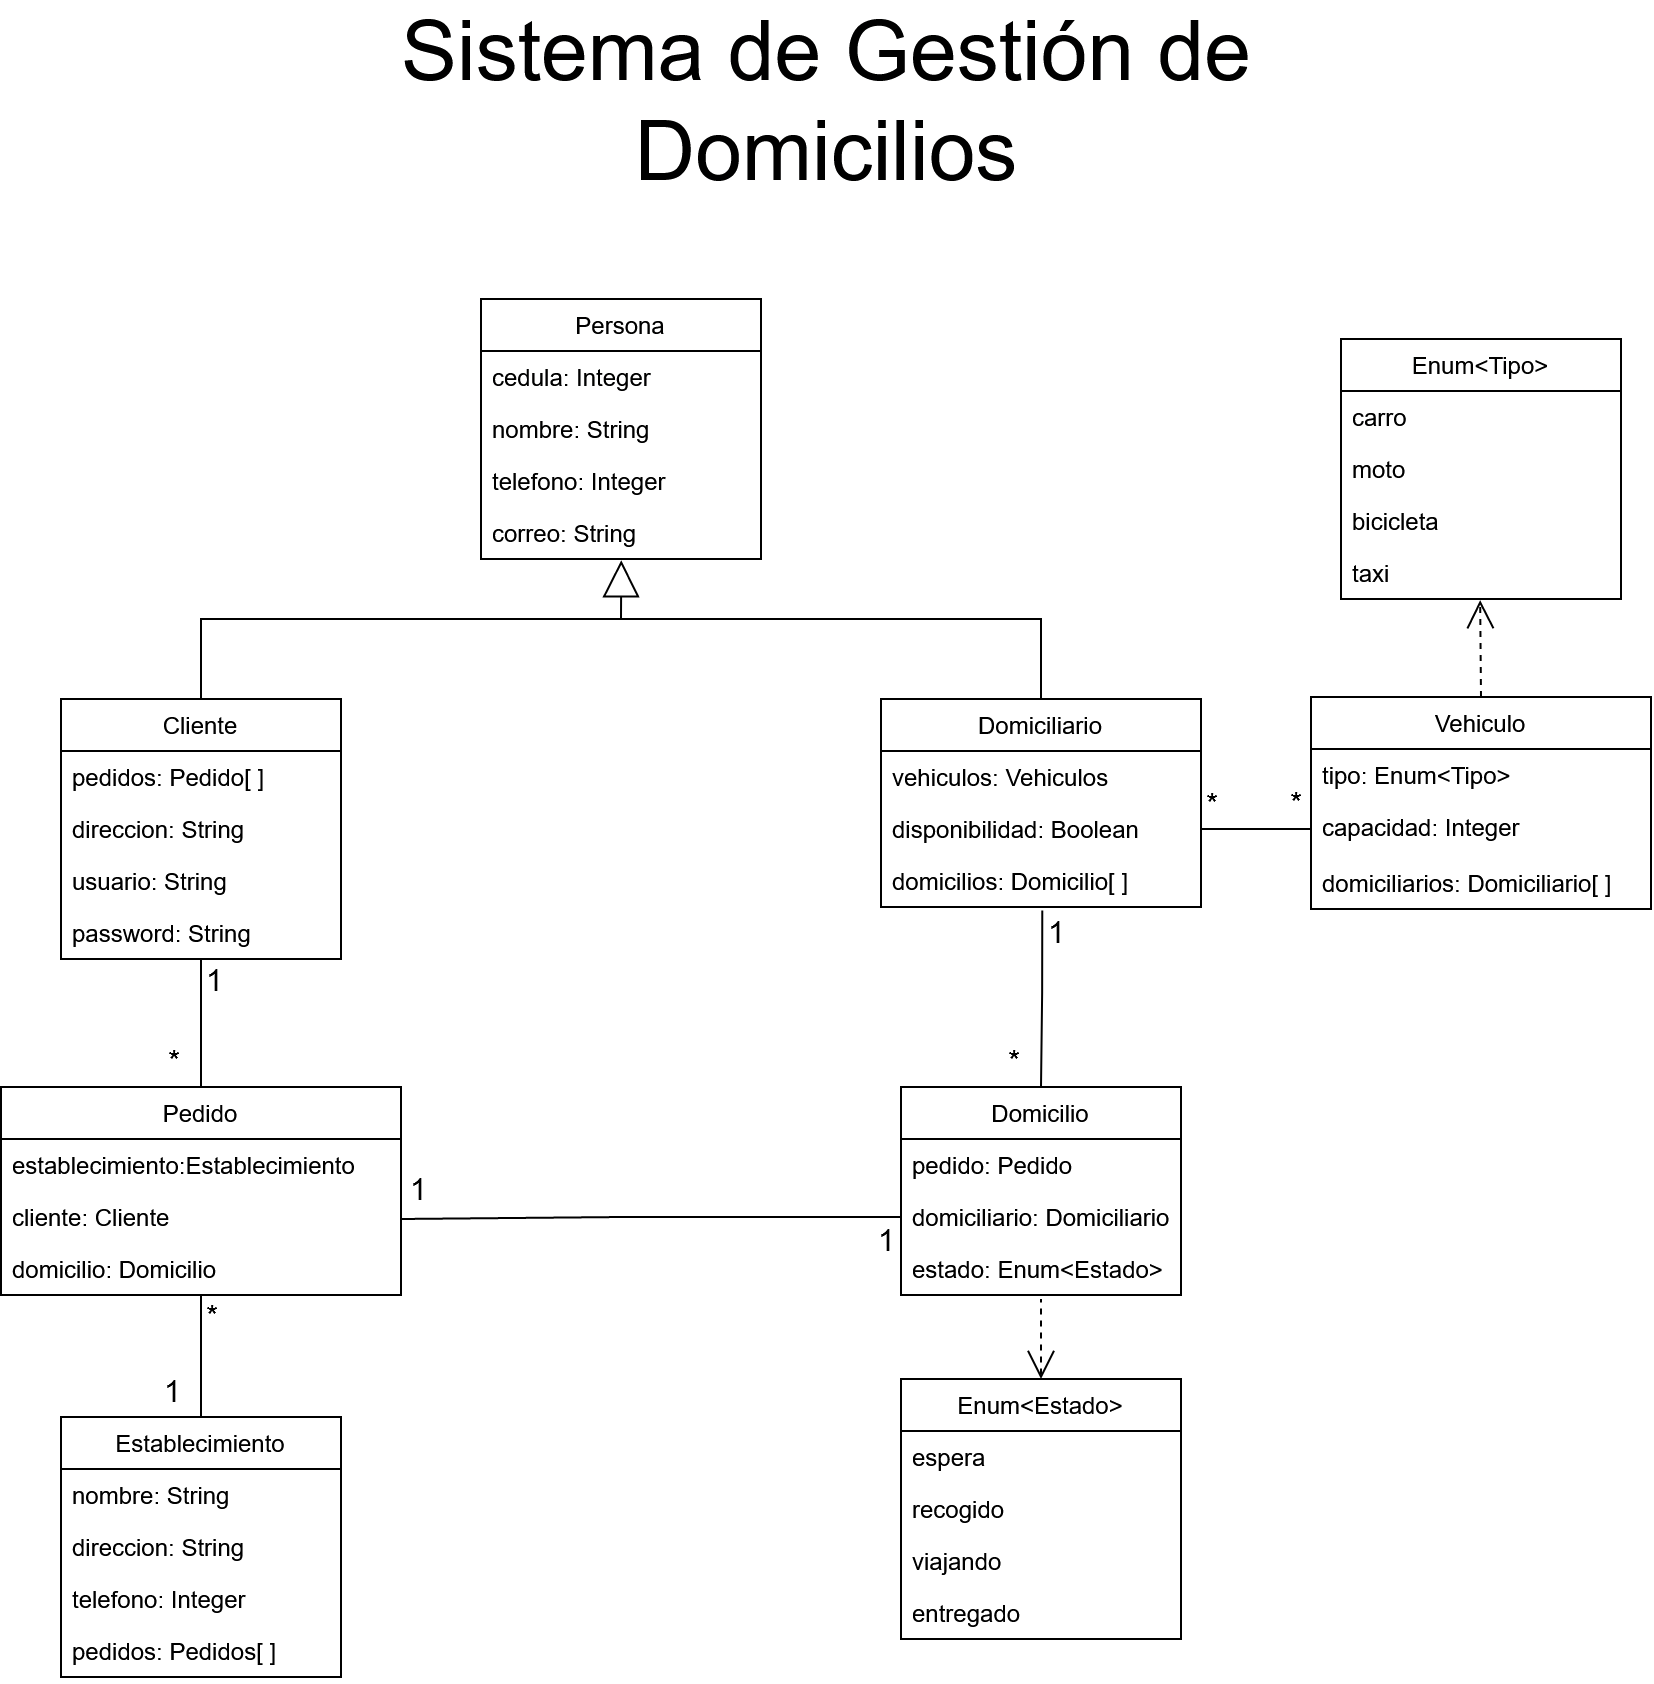 Sistema de Gestión de
Domicilios
Persona
cedula: Integer
nombre: String
telefono: Integer
correo: String
Enum<Tipo>
carro
moto
bicicleta
taxi
Cliente
pedidos: Pedido[ ]
direccion: String
usuario: String
password: String
Domiciliario
vehiculos: Vehiculos
disponibilidad: Boolean
domicilios: Domicilio[ ]
*
*
Vehiculo
tipo: Enum<Tipo>
capacidad: Integer
domiciliarios: Domiciliario[ ]
1
*
1
*
Pedido
establecimiento:Establecimiento
cliente: Cliente
domicilio: Domicilio
1
1
Domicilio
pedido: Pedido
domiciliario: Domiciliario
estado: Enum<Estado>
*
1
Establecimiento
nombre: String
direccion: String
telefono: Integer
pedidos: Pedidos[ ]
Enum<Estado>
espera
recogido
viajando
entregado